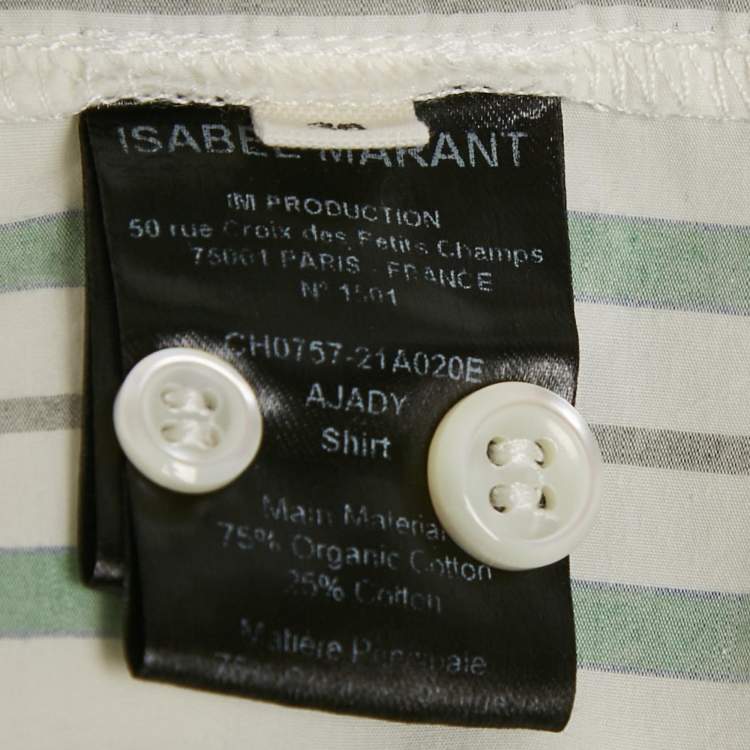 ISABEL MARANT
IM PRODUCTION
50 rue Croix des Petits Champs
75001 PARIS - FRANCE
N° 1501
CH0757-21A020E
AJADY
Shirt
Main Material
75% Organic Cotton
25% Cotton
Matière Principale
75%